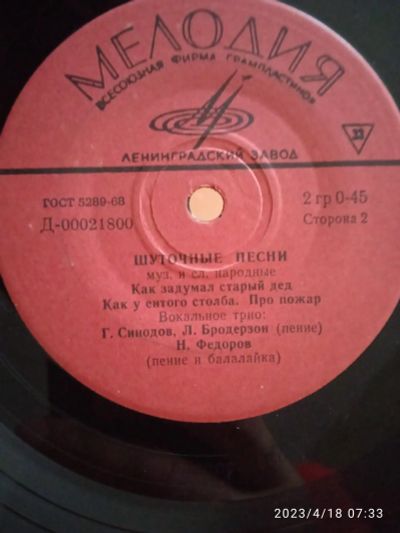 МЕЛОДИЯ
ВСЕСОЮЗНАЯ ФИРМА ГРАМПЛАСТИНОК
33
ЛЕНИНГРАДСКИЙ ЗАВОД
ГОСТ 5289-68
2 гр 0-45
Д-00021800
Сторона 2
ШУТОЧНЫЕ ПЕСНИ
муз. и сл. народные
Как задумал старый дед
Как у ентого столба. Про пожар
Вокальное трио:
Г. Синодов, Л. Бродерзон (пение)
Н. Федоров
(пение и балалайка)
2023/4/18 07:33